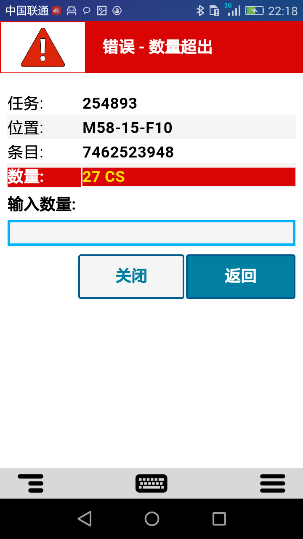 中国联通 2G 22:18
错误 - 数量超出
任务: 254893
位置: M58-15-F10
条目: 7462523948
数量: 27 CS
输入数量:
关闭 返回